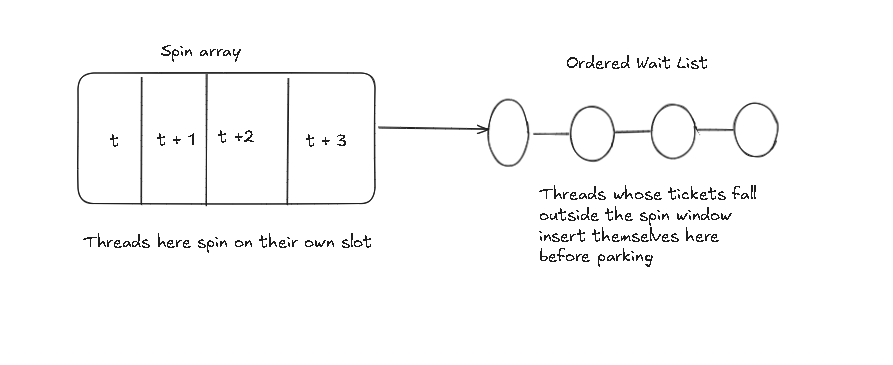 Spin array
t
t + 1
t +2
t + 3
Threads here spin on their own slot
Ordered Wait List
Threads whose tickets fall
outside the spin window
insert themselves here
before parking